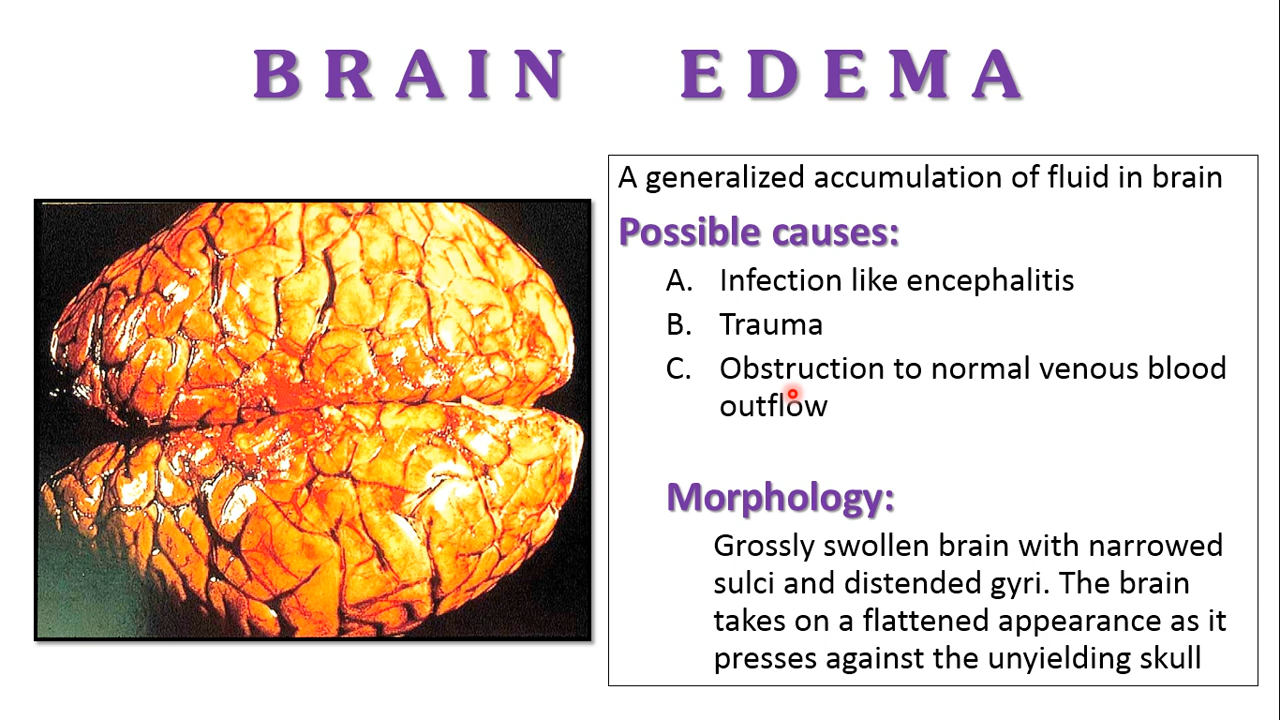 BRAIN EDEMA
A generalized accumulation of fluid in brain
Possible causes:
A. Infection like encephalitis
B. Trauma
C. Obstruction to normal venous blood
outflow
Morphology:
Grossly swollen brain with narrowed
sulci and distended gyri. The brain
takes on a flattened appearance as it
presses against the unyielding skull